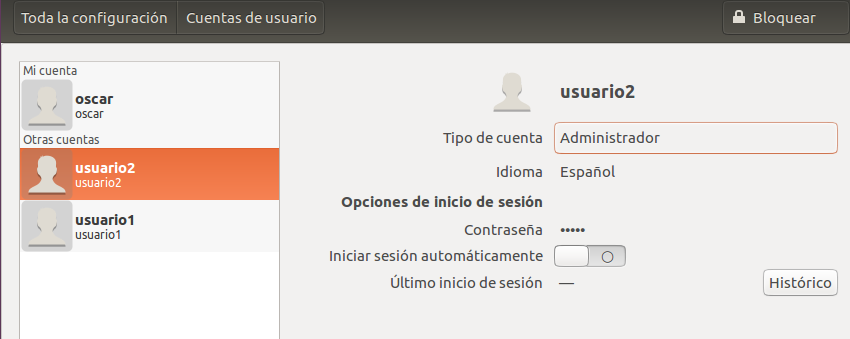 Toda la configuración Cuentas de usuario Bloquear
Mi cuenta
oscar
oscar
Otras cuentas
usuario2
usuario2
usuario1
usuario1
usuario2
Tipo de cuenta Administrador
Idioma Español
Opciones de inicio de sesión
Contraseña •••••
Iniciar sesión automáticamente
Último inicio de sesión — Histórico